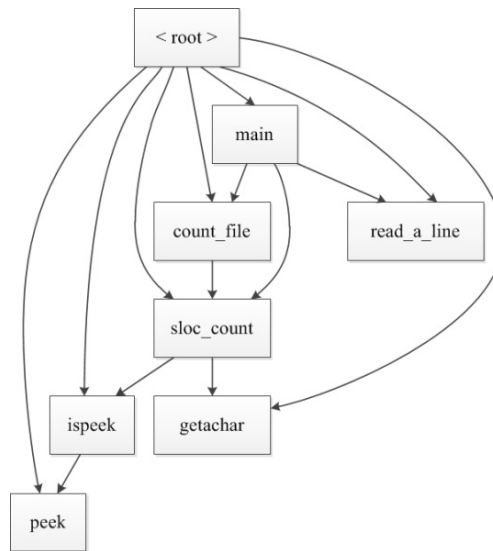 < root >
main
count_file
read_a_line
sloc_count
ispeek
getachar
peek